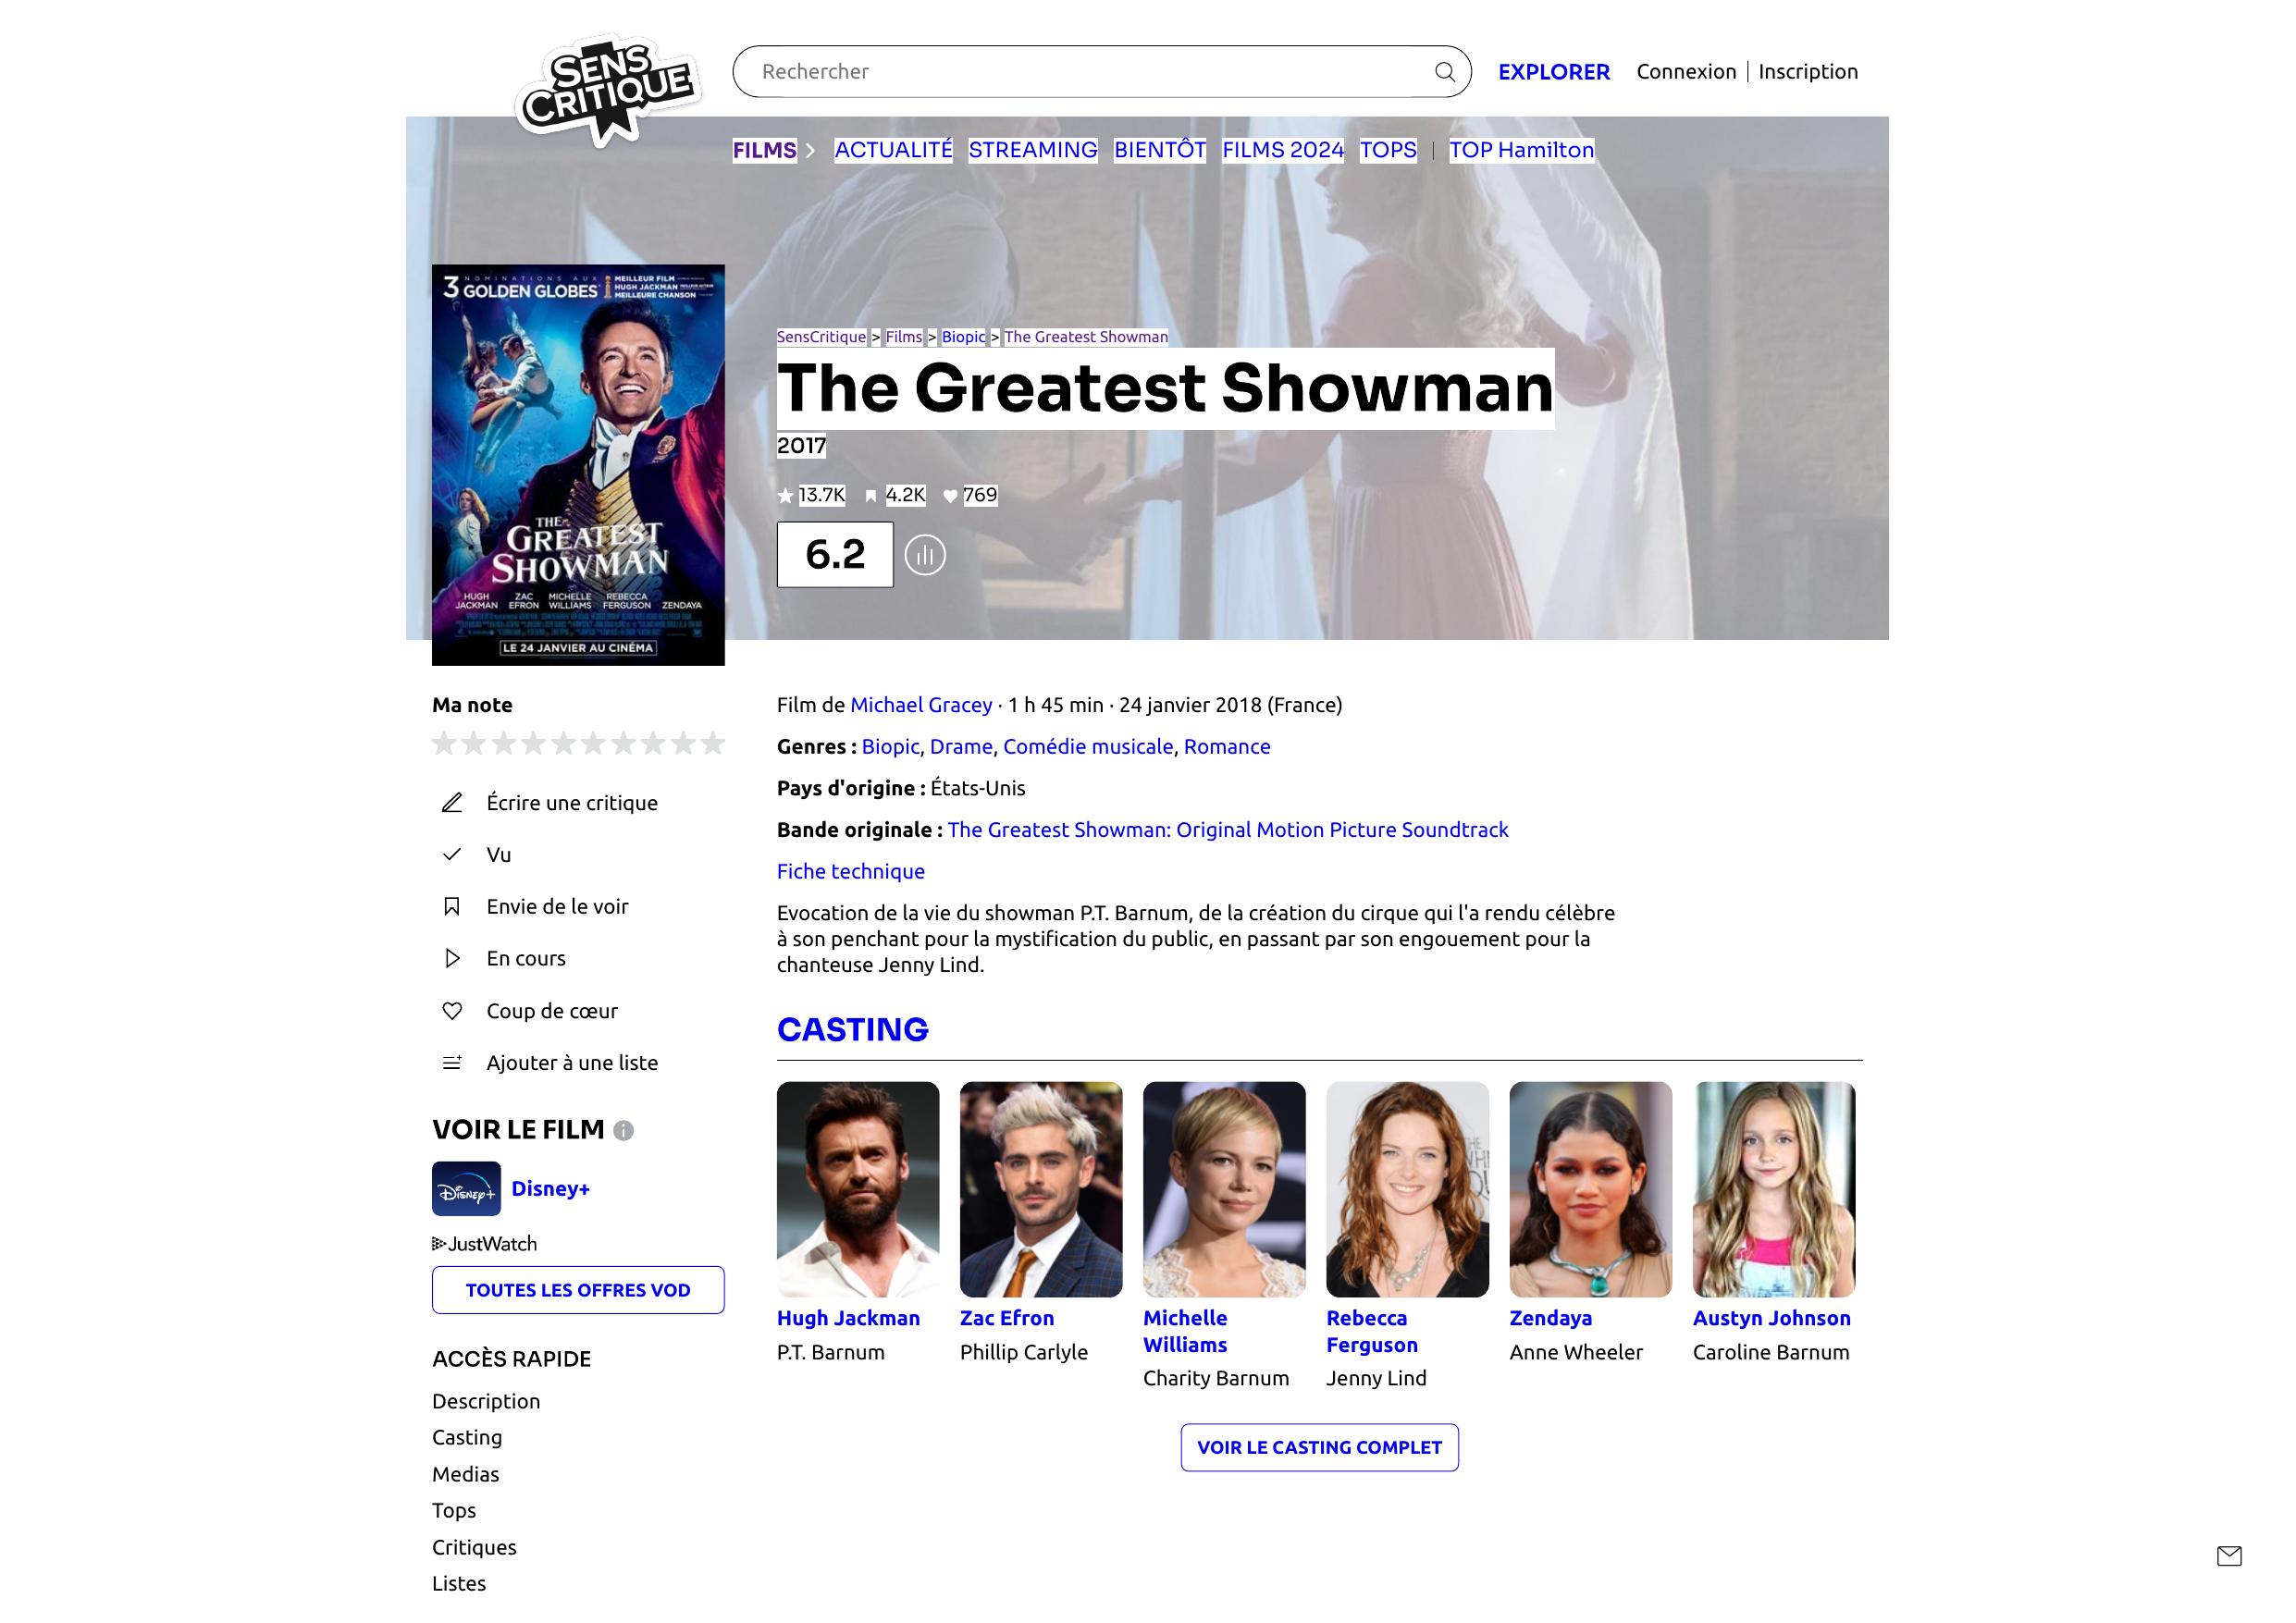 SENS
CRITIQUE
Rechercher
EXPLORER
Connexion | Inscription
FILMS
ACTUALITÉ
STREAMING
BIENTÔT
FILMS 2024
TOPS
TOP Hamilton
3 NOMINATIONS AUX
GOLDEN GLOBES
MEILLEUR FILM
HUGH JACKMAN
MEILLEURE CHANSON
THE
GREATEST
SHOWMAN
HUGH JACKMAN
ZAC EFRON
MICHELLE WILLIAMS
REBECCA FERGUSON
ZENDAYA
LE 24 JANVIER AU CINÉMA
SensCritique > Films > Biopic > The Greatest Showman
The Greatest Showman
2017
13.7K 4.2K 769
6.2
Ma note
Écrire une critique
Vu
Envie de le voir
En cours
Coup de cœur
Ajouter à une liste
VOIR LE FILM
Disney+
Disney+
JustWatch
TOUTES LES OFFRES VOD
ACCÈS RAPIDE
Description
Casting
Medias
Tops
Critiques
Listes
Film de Michael Gracey · 1 h 45 min · 24 janvier 2018 (France)
Genres : Biopic, Drame, Comédie musicale, Romance
Pays d'origine : États-Unis
Bande originale : The Greatest Showman: Original Motion Picture Soundtrack
Fiche technique
Evocation de la vie du showman P.T. Barnum, de la création du cirque qui l'a rendu célèbre
à son penchant pour la mystification du public, en passant par son engouement pour la
chanteuse Jenny Lind.
CASTING
Hugh Jackman
P.T. Barnum
Zac Efron
Phillip Carlyle
Michelle
Williams
Charity Barnum
Rebecca
Ferguson
Jenny Lind
Zendaya
Anne Wheeler
Austyn Johnson
Caroline Barnum
VOIR LE CASTING COMPLET